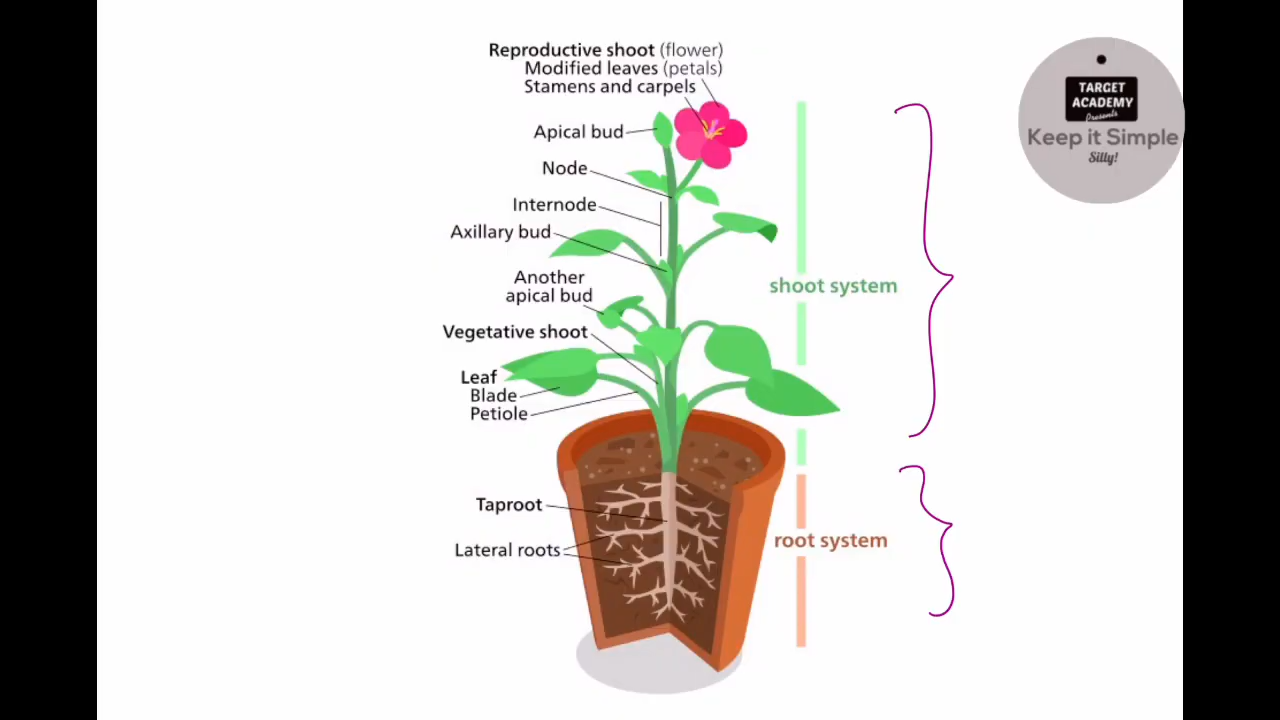 Reproductive shoot (flower)
Modified leaves (petals)
Stamens and carpels
Apical bud
Node
Internode
Axillary bud
Another
apical bud
Vegetative shoot
Leaf
Blade
Petiole
Taproot
Lateral roots
shoot system
root system
TARGET
ACADEMY
Presents
Keep it Simple
Silly!